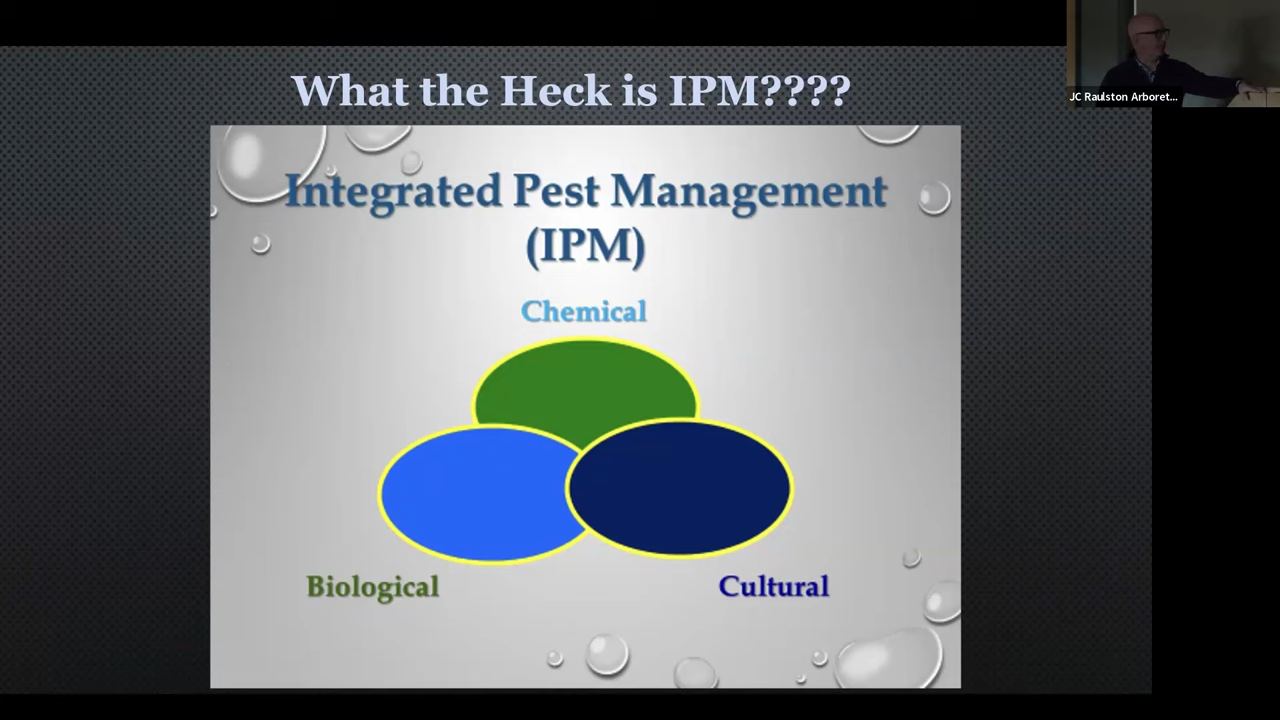 What the Heck is IPM????
JC Raulston Arboret...
Integrated Pest Management
(IPM)
Chemical
Biological
Cultural